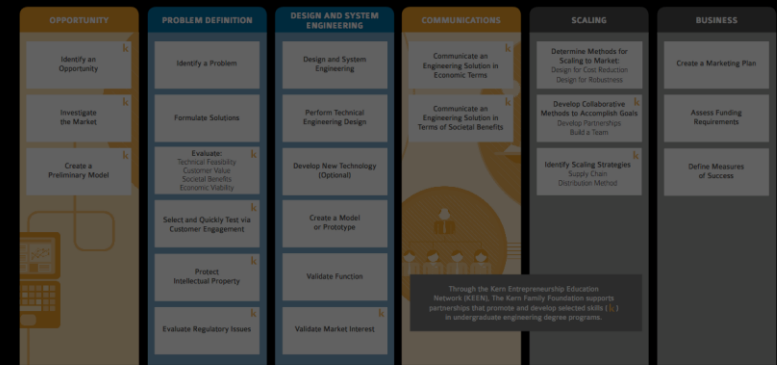 OPPORTUNITY
Identify an
Opportunity
k
Investigate
the Market
k
Create a
Preliminary Model
k
PROBLEM DEFINITION
Identify a Problem
Formulate Solutions
Evaluate:
Technical Feasibility
Customer Value
Societal Benefits
Economic Viability
k
Select and Quickly Test via
Customer Engagement
k
Protect
Intellectual Property
k
Evaluate Regulatory Issues
k
DESIGN AND SYSTEM
ENGINEERING
Design and System
Engineering
Perform Technical
Engineering Design
Develop New Technology
(Optional)
Create a Model
or Prototype
Validate Function
Validate Market Interest
k
COMMUNICATIONS
Communicate an
Engineering Solution in
Economic Terms
k
Communicate an
Engineering Solution in
Terms of Societal Benefits
k
SCALING
Determine Methods for
Scaling to Market:
Design for Cost Reduction
Design for Robustness
Develop Collaborative
Methods to Accomplish Goals
Develop Partnerships
Build a Team
k
Identify Scaling Strategies
Supply Chain
Distribution Method
k
BUSINESS
Create a Marketing Plan
Assess Funding
Requirements
Define Measures
of Success
Through the Kern Entrepreneurship Education
Network (KEEN), The Kern Family Foundation supports
partnerships that promote and develop selected skills ( k )
in undergraduate engineering degree programs.